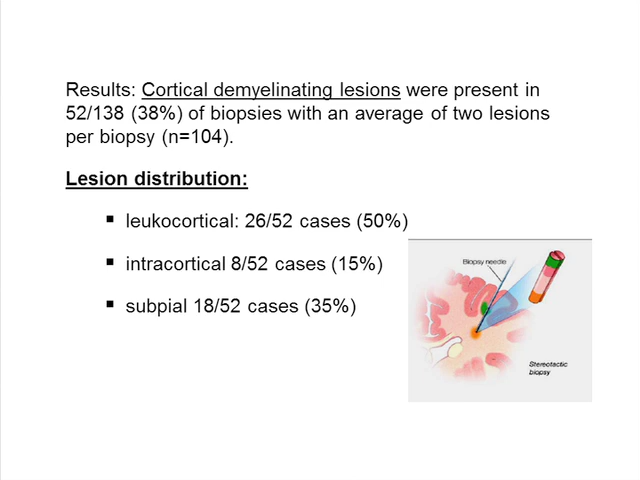 Results: Cortical demyelinating lesions were present in
52/138 (38%) of biopsies with an average of two lesions
per biopsy (n=104).
Lesion distribution:
▪ leukocortical: 26/52 cases (50%)
▪ intracortical 8/52 cases (15%)
▪ subpial 18/52 cases (35%)
Biopsy needle
Stereotactic
biopsy